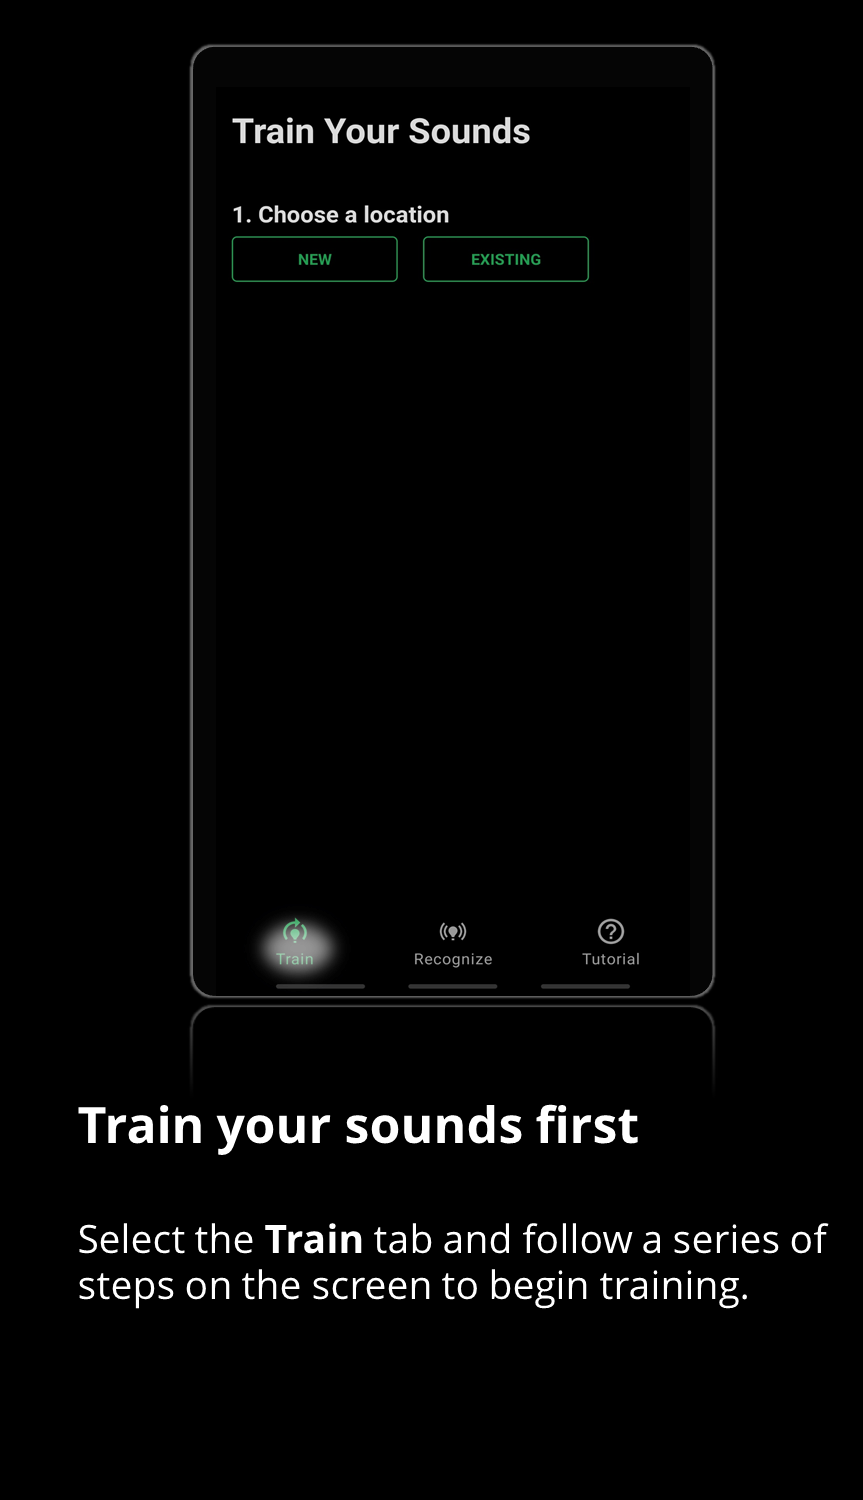 Train Your Sounds
1. Choose a location
NEW EXISTING
Train Recognize Tutorial
Train your sounds first
Select the Train tab and follow a series of
steps on the screen to begin training.